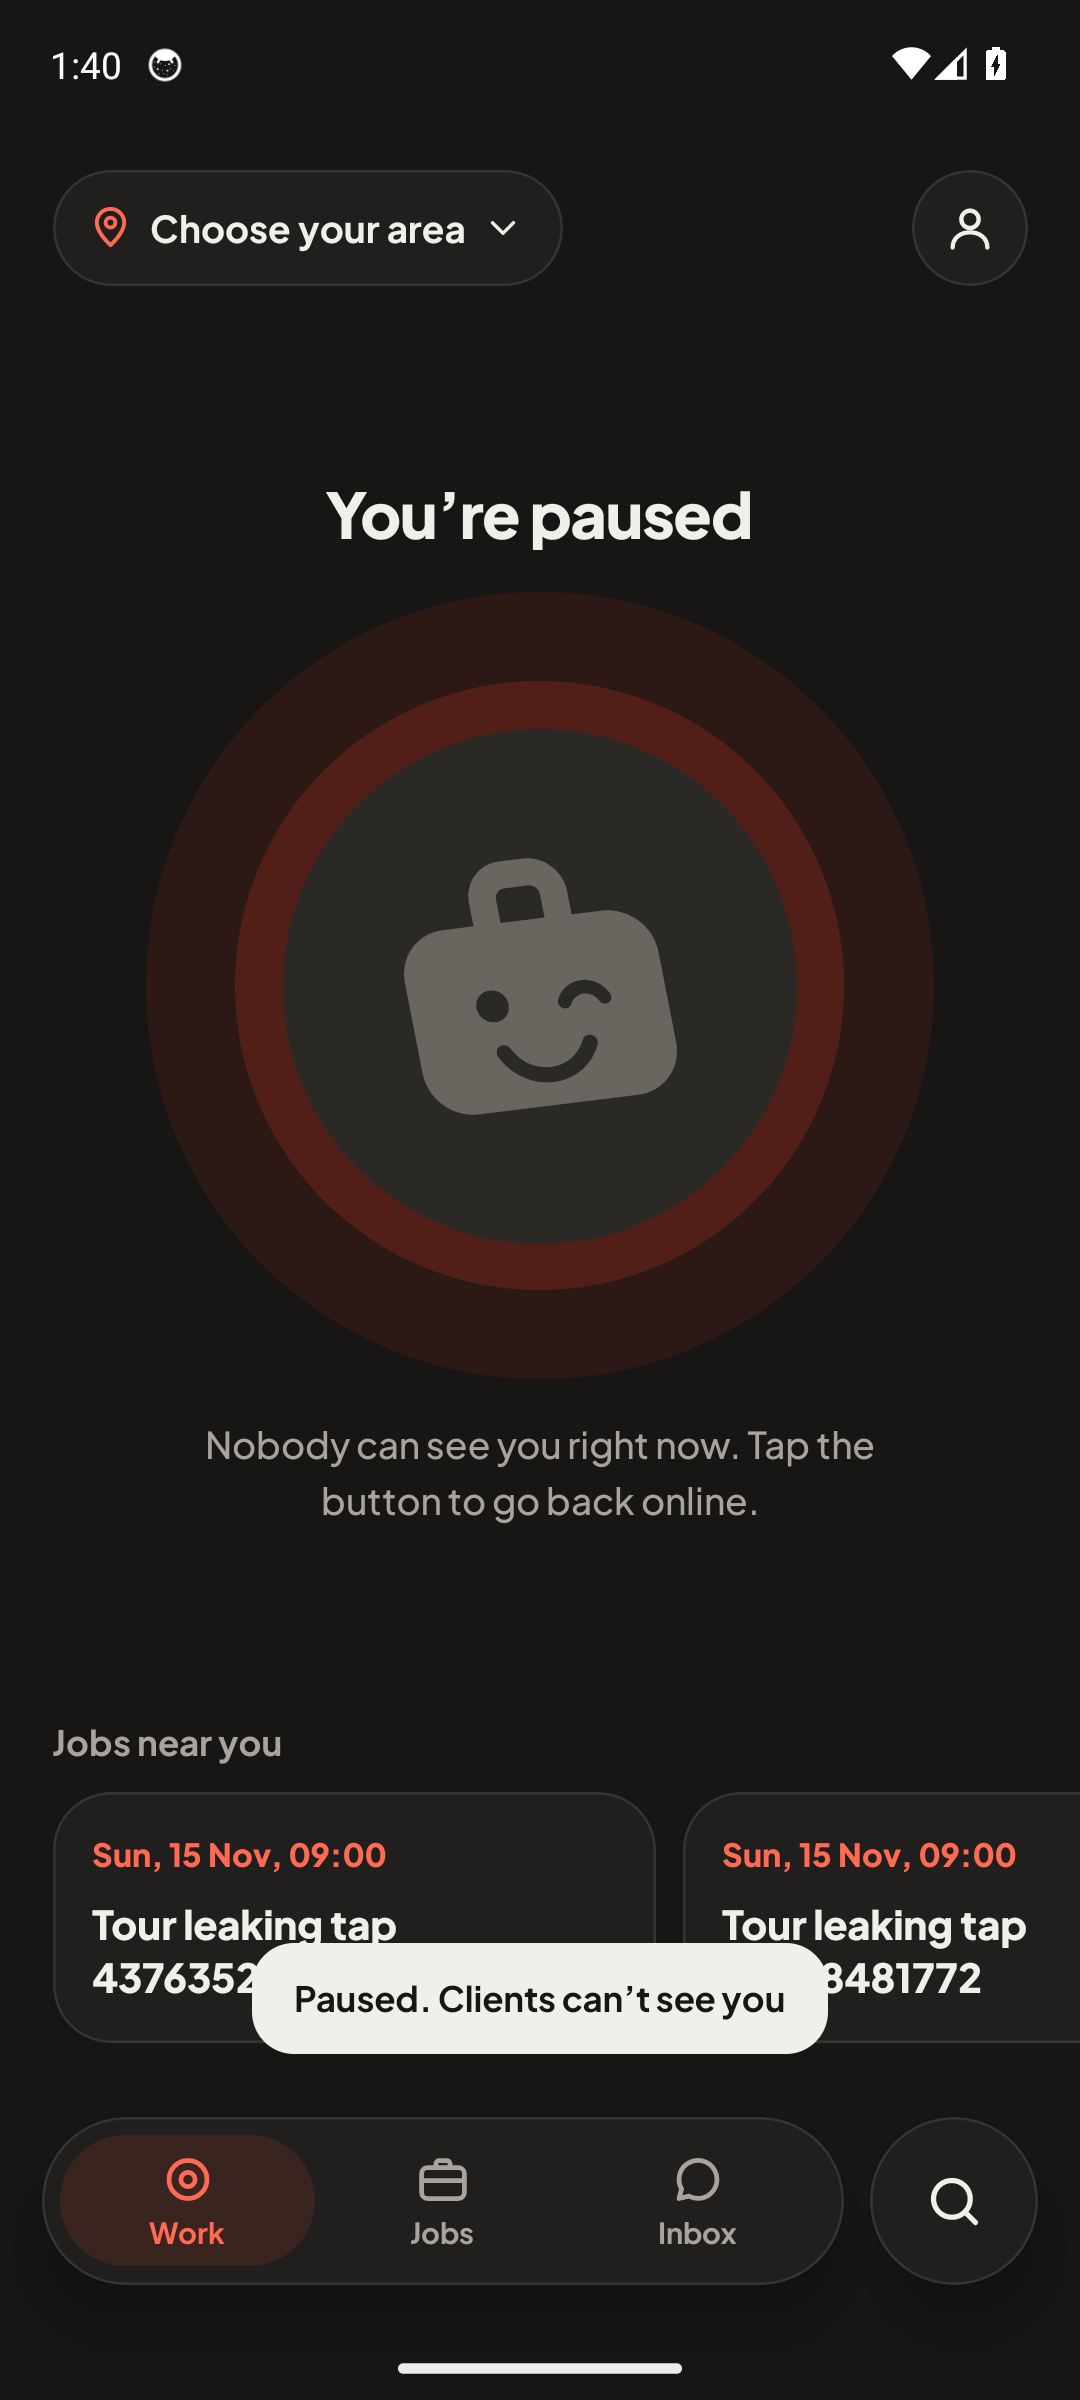 1:40
Choose your area
You’re paused
Nobody can see you right now. Tap the
button to go back online.
Jobs near you
Sun, 15 Nov, 09:00
Tour leaking tap
4376352
Sun, 15 Nov, 09:00
Tour leaking tap
8481772
Paused. Clients can’t see you
Work
Jobs
Inbox